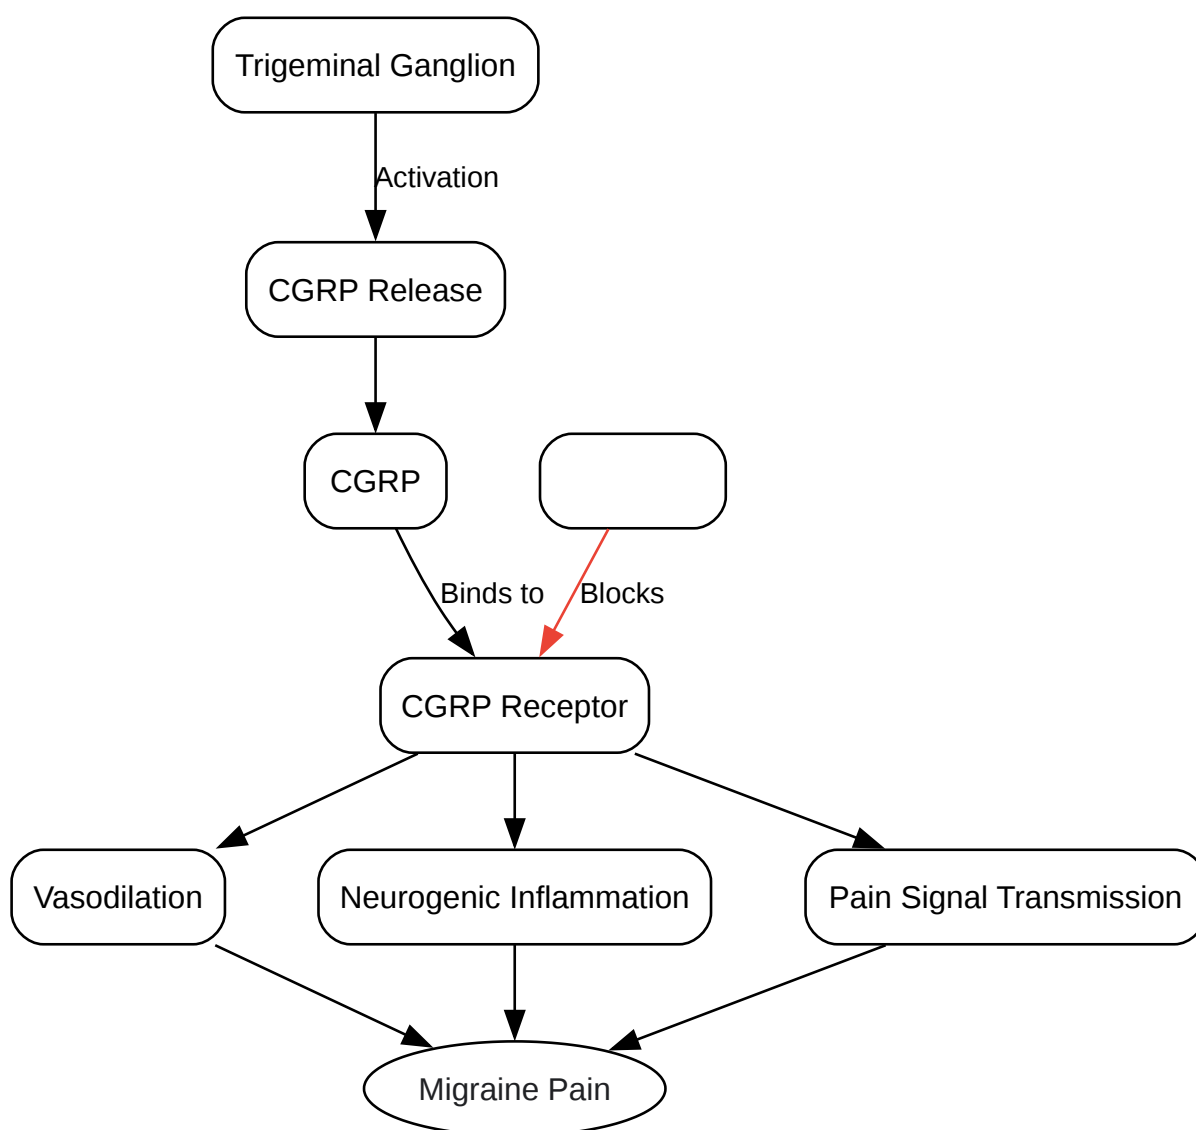 Trigeminal Ganglion
Activation
CGRP Release
CGRP
Binds to
Blocks
CGRP Receptor
Vasodilation
Neurogenic Inflammation
Pain Signal Transmission
Migraine Pain